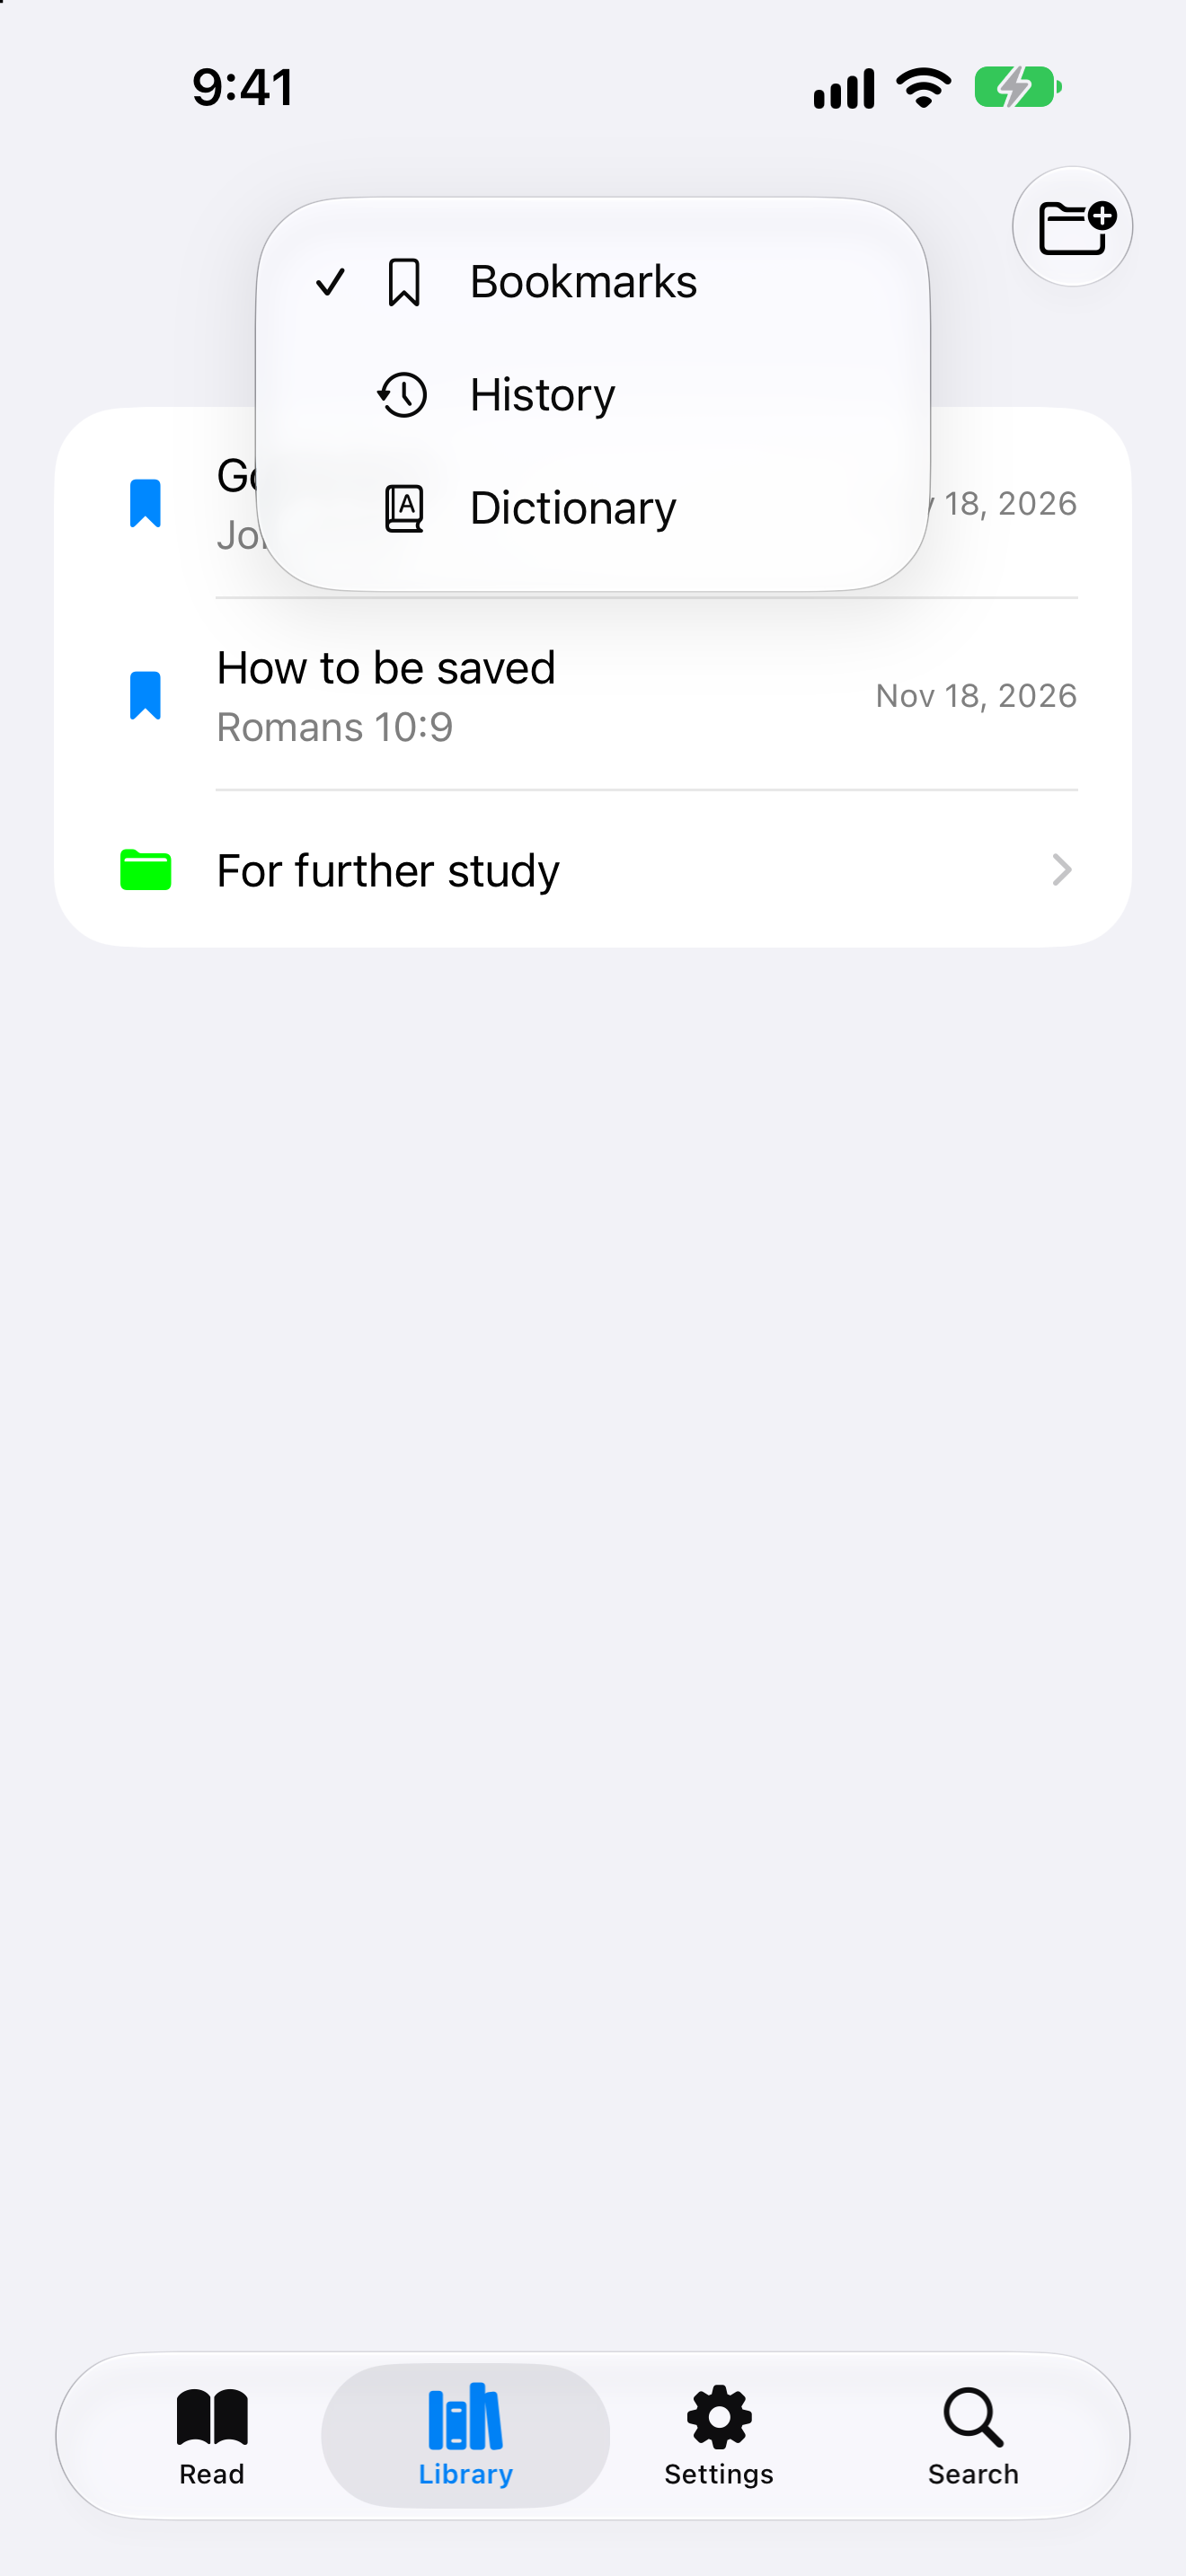 9:41
Bookmarks
History
Dictionary
18, 2026
How to be saved
Romans 10:9
Nov 18, 2026
For further study
Read
Library
Settings
Search